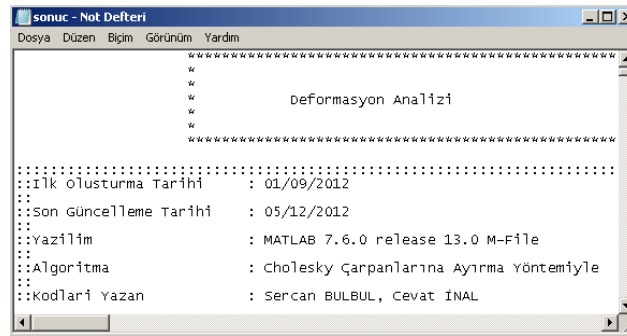 sonuc - Not Defteri
Dosya Düzen Biçim Görünüm Yardım
**************************************************
*
*
* Deformasyon Analizi
*
*
**************************************************
::::::::::::::::::::::::::::::::::::::::::::::::::::::::::::::::::::::
::Ilk Olusturma Tarihi : 01/09/2012
::
::Son Güncelleme Tarihi : 05/12/2012
::
::Yazilim : MATLAB 7.6.0 release 13.0 M-File
::
::Algoritma : Cholesky Çarpanlarına Ayırma Yöntemiyle
::
::Kodlari Yazan : Sercan BULBUL, Cevat İNAL